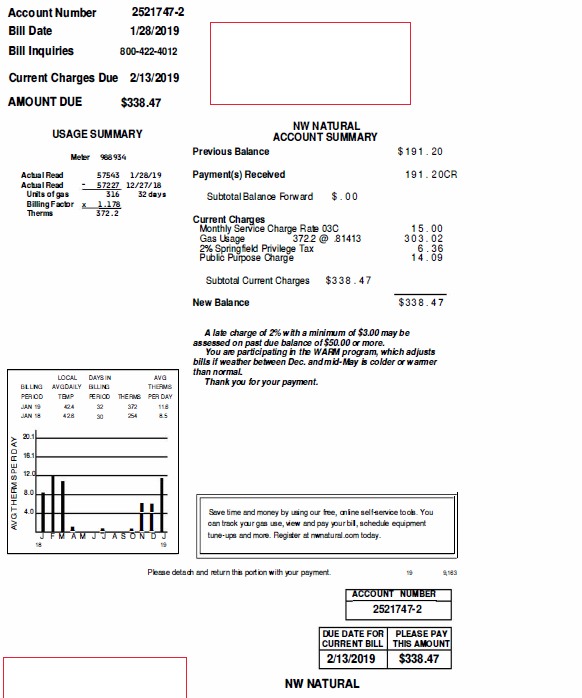 Account Number 2521747-2
Bill Date 1/28/2019
Bill Inquiries 800-422-4012
Current Charges Due 2/13/2019
AMOUNT DUE $338.47
USAGE SUMMARY
Meter 988934
Actual Read 57543 1/28/19
Actual Read - 57227 12/27/18
Units of gas 316 32 days
Billing Factor x 1.178
Therms 372.2
NW NATURAL
ACCOUNT SUMMARY
Previous Balance $191.20
Payment(s) Received 191.20CR
Subtotal Balance Forward $.00
Current Charges
Monthly Service Charge Rate 03C 15.00
Gas Usage 372.2 @ .81413 303.02
2% Springfield Privilege Tax 6.36
Public Purpose Charge 14.09
Subtotal Current Charges $338.47
New Balance $338.47
A late charge of 2% with a minimum of $3.00 may be
assessed on past due balance of $50.00 or more.
You are participating in the WARM program, which adjusts
bills if weather between Dec. and mid-May is colder or warmer
than normal.
Thank you for your payment.
LOCAL DAYS IN AVG
BILLING AVG DAILY BILLING THERMS
PERIOD TEMP PERIOD THERMS PER DAY
JAN 19 42.4 32 372 11.6
JAN 18 42.6 30 254 8.5
AVG THERMS PER DAY
20.1
16.1
12.0
8.0
4.0
J F M A M J J A S O N D J
18 19
Save time and money by using our free, online self-service tools. You
can track your gas use, view and pay your bill, schedule equipment
tune-ups and more. Register at nwnatural.com today.
Please detach and return this portion with your payment. 19 9,183
ACCOUNT NUMBER
2521747-2
DUE DATE FOR PLEASE PAY
CURRENT BILL THIS AMOUNT
2/13/2019 $338.47
NW NATURAL